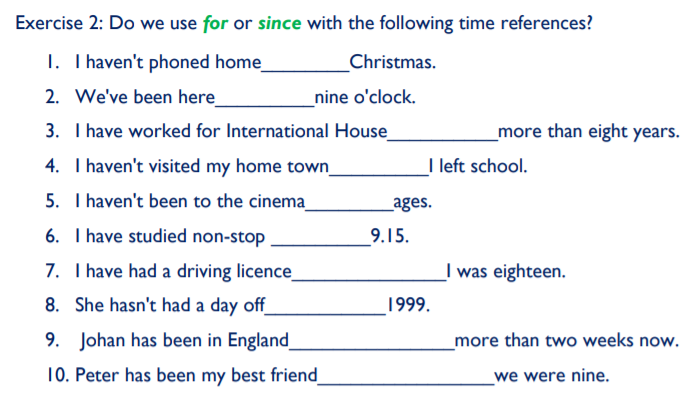 Exercise 2: Do we use for or since with the following time references?
1. I haven't phoned home_________Christmas.
2. We've been here__________nine o'clock.
3. I have worked for International House___________more than eight years.
4. I haven't visited my home town__________I left school.
5. I haven't been to the cinema_________ages.
6. I have studied non-stop __________9.15.
7. I have had a driving licence_______________I was eighteen.
8. She hasn't had a day off____________1999.
9. Johan has been in England________________more than two weeks now.
10. Peter has been my best friend_________________we were nine.